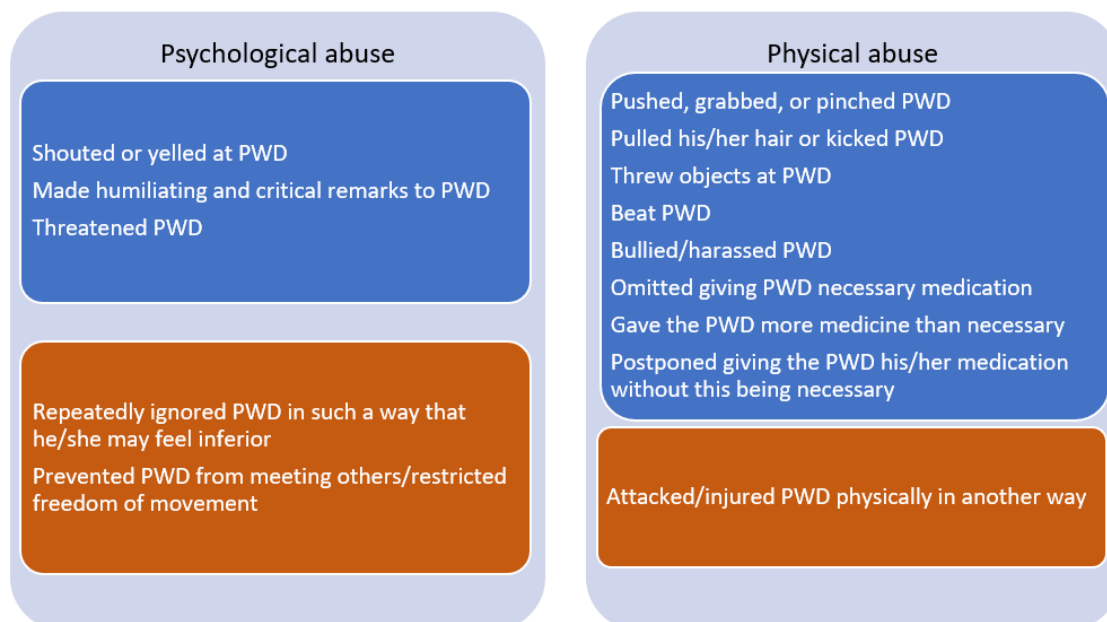 Psychological abuse
Shouted or yelled at PWD
Made humiliating and critical remarks to PWD
Threatened PWD
Repeatedly ignored PWD in such a way that
he/she may feel inferior
Prevented PWD from meeting others/restricted
freedom of movement
Physical abuse
Pushed, grabbed, or pinched PWD
Pulled his/her hair or kicked PWD
Threw objects at PWD
Beat PWD
Bullied/harassed PWD
Omitted giving PWD necessary medication
Gave the PWD more medicine than necessary
Postponed giving the PWD his/her medication
without this being necessary
Attacked/injured PWD physically in another way